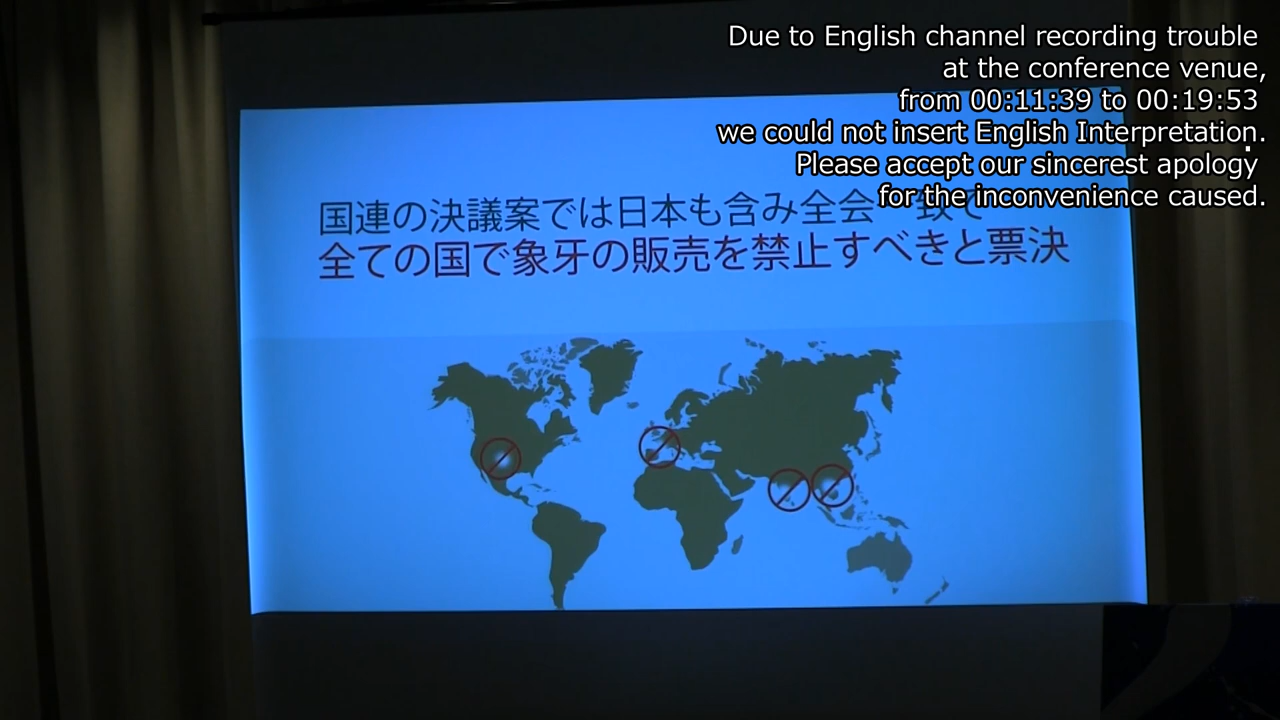 Due to English channel recording trouble
at the conference venue,
from 00:11:39 to 00:19:53
we could not insert English Interpretation.
Please accept our sincerest apology
for the inconvenience caused.
国連の決議案では日本も含み全会一致で
全ての国で象牙の販売を禁止すべきと票決